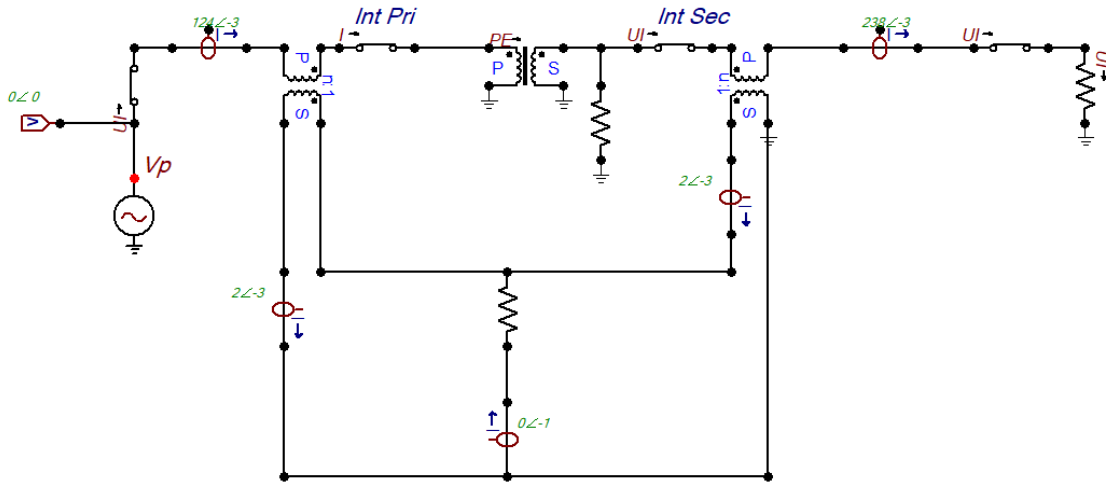 Int Pri
Int Sec
124∠-3
I
I
PE
UI
238∠-3
I
UI
UI
P
S
n:1
P
S
1:n
P
S
0∠0
V
UI
Vp
2∠-3
I
2∠-3
I
I
0∠-1